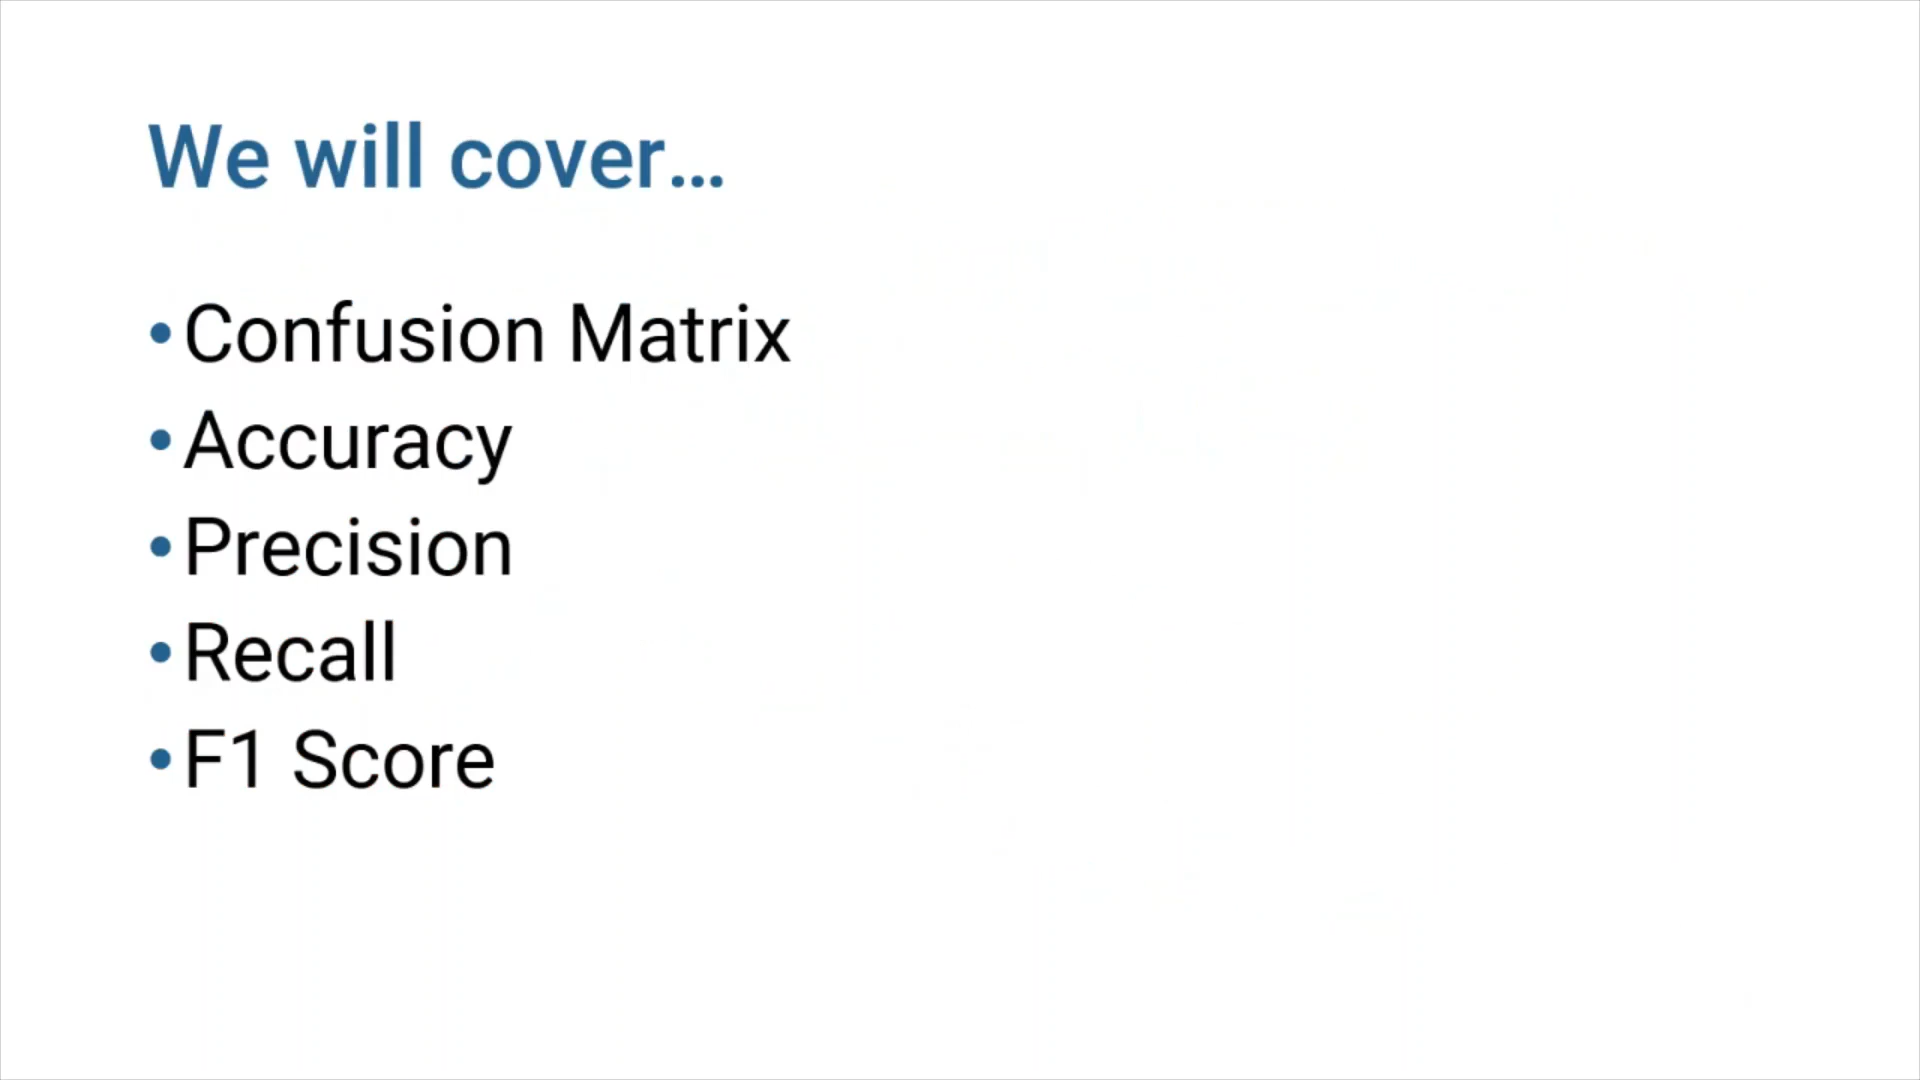 We will cover...
• Confusion Matrix
• Accuracy
• Precision
• Recall
• F1 Score